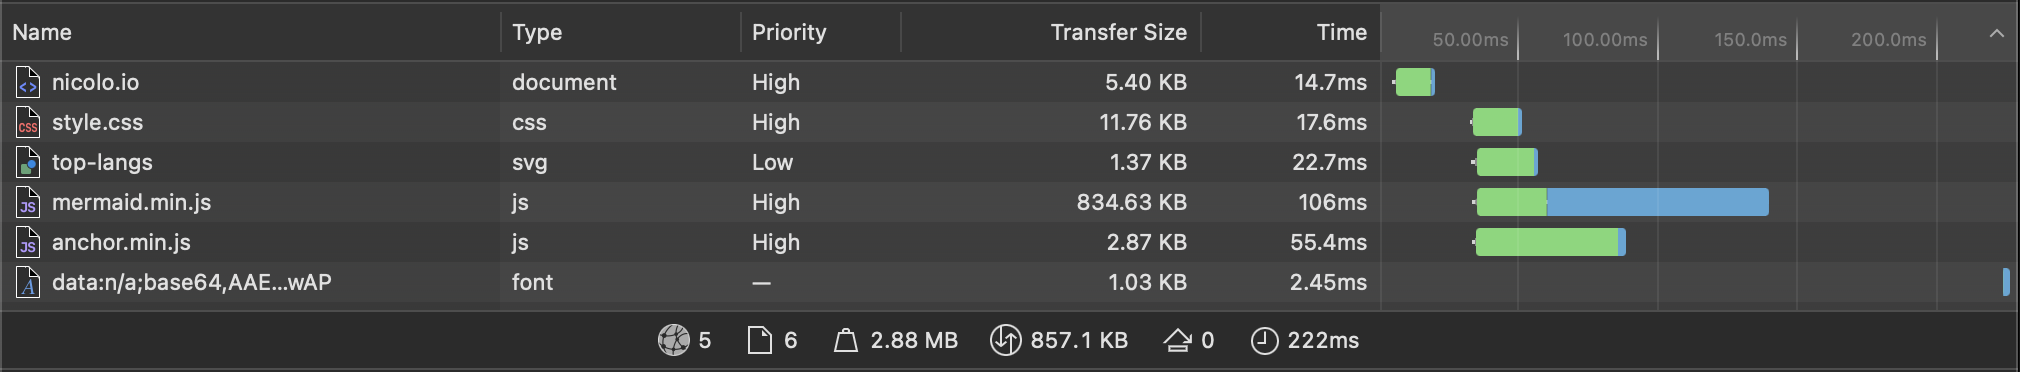 Name Type Priority Transfer Size Time 50.00ms 100.00ms 150.0ms 200.0ms
nicolo.io document High 5.40 KB 14.7ms
CSS style.css css High 11.76 KB 17.6ms
top-langs svg Low 1.37 KB 22.7ms
JS mermaid.min.js js High 834.63 KB 106ms
JS anchor.min.js js High 2.87 KB 55.4ms
A data:n/a;base64,AAE...wAP font — 1.03 KB 2.45ms
5 6 2.88 MB 857.1 KB 0 222ms